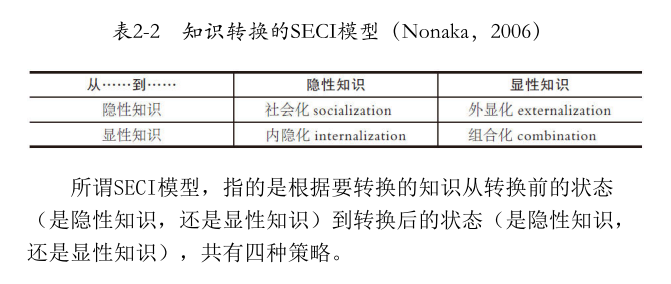 表2-2 知识转换的SECI模型（Nonaka，2006）
从……到…… 隐性知识 显性知识
隐性知识 社会化 socialization 外显化 externalization
显性知识 内隐化 internalization 组合化 combination
所谓SECI模型，指的是根据要转换的知识从转换前的状态
（是隐性知识，还是显性知识）到转换后的状态（是隐性知识，
还是显性知识），共有四种策略。